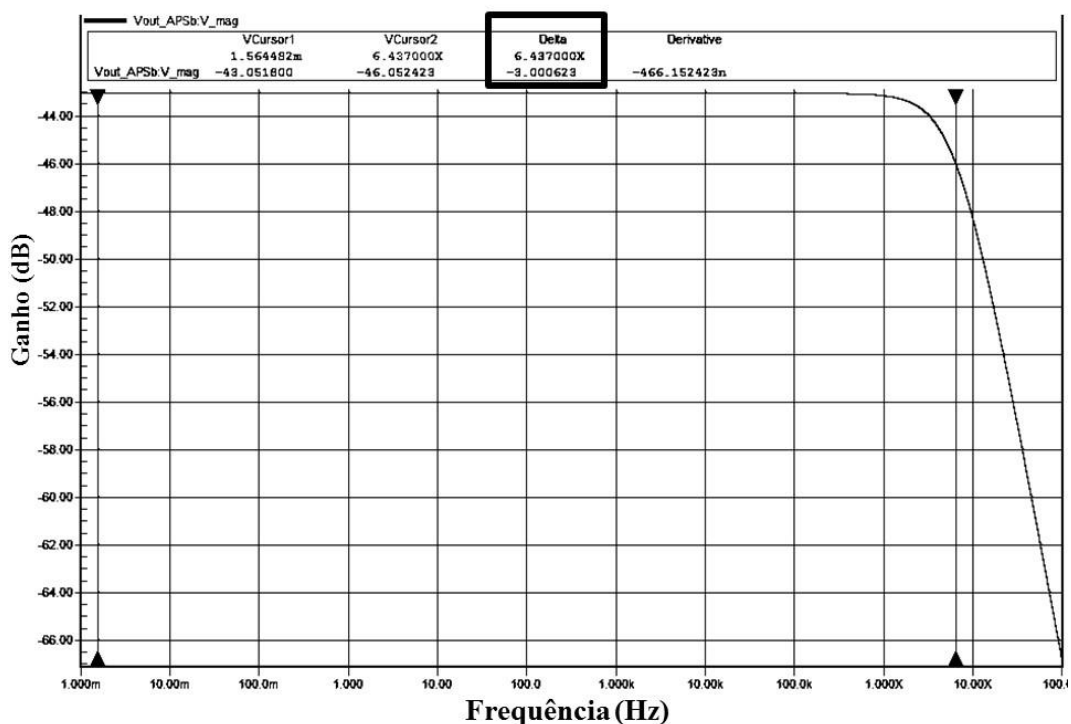 Vout_APSb:V_mag
VCursor1 VCursor2 Delta Derivative
1.564482m 6.437000X 6.437000X
Vout_APSb:V_mag -43.051800 -46.052423 -3.000623 -466.152423n
-44.00
-46.00
-48.00
-50.00
-52.00
-54.00
-56.00
-58.00
-60.00
-62.00
-64.00
-66.00
Ganho (dB)
1.000m 10.00m 100.0m 1.000 10.00 100.0 1.000k 10.00k 100.0k 1.000X 10.00X 100.0
Frequência (Hz)